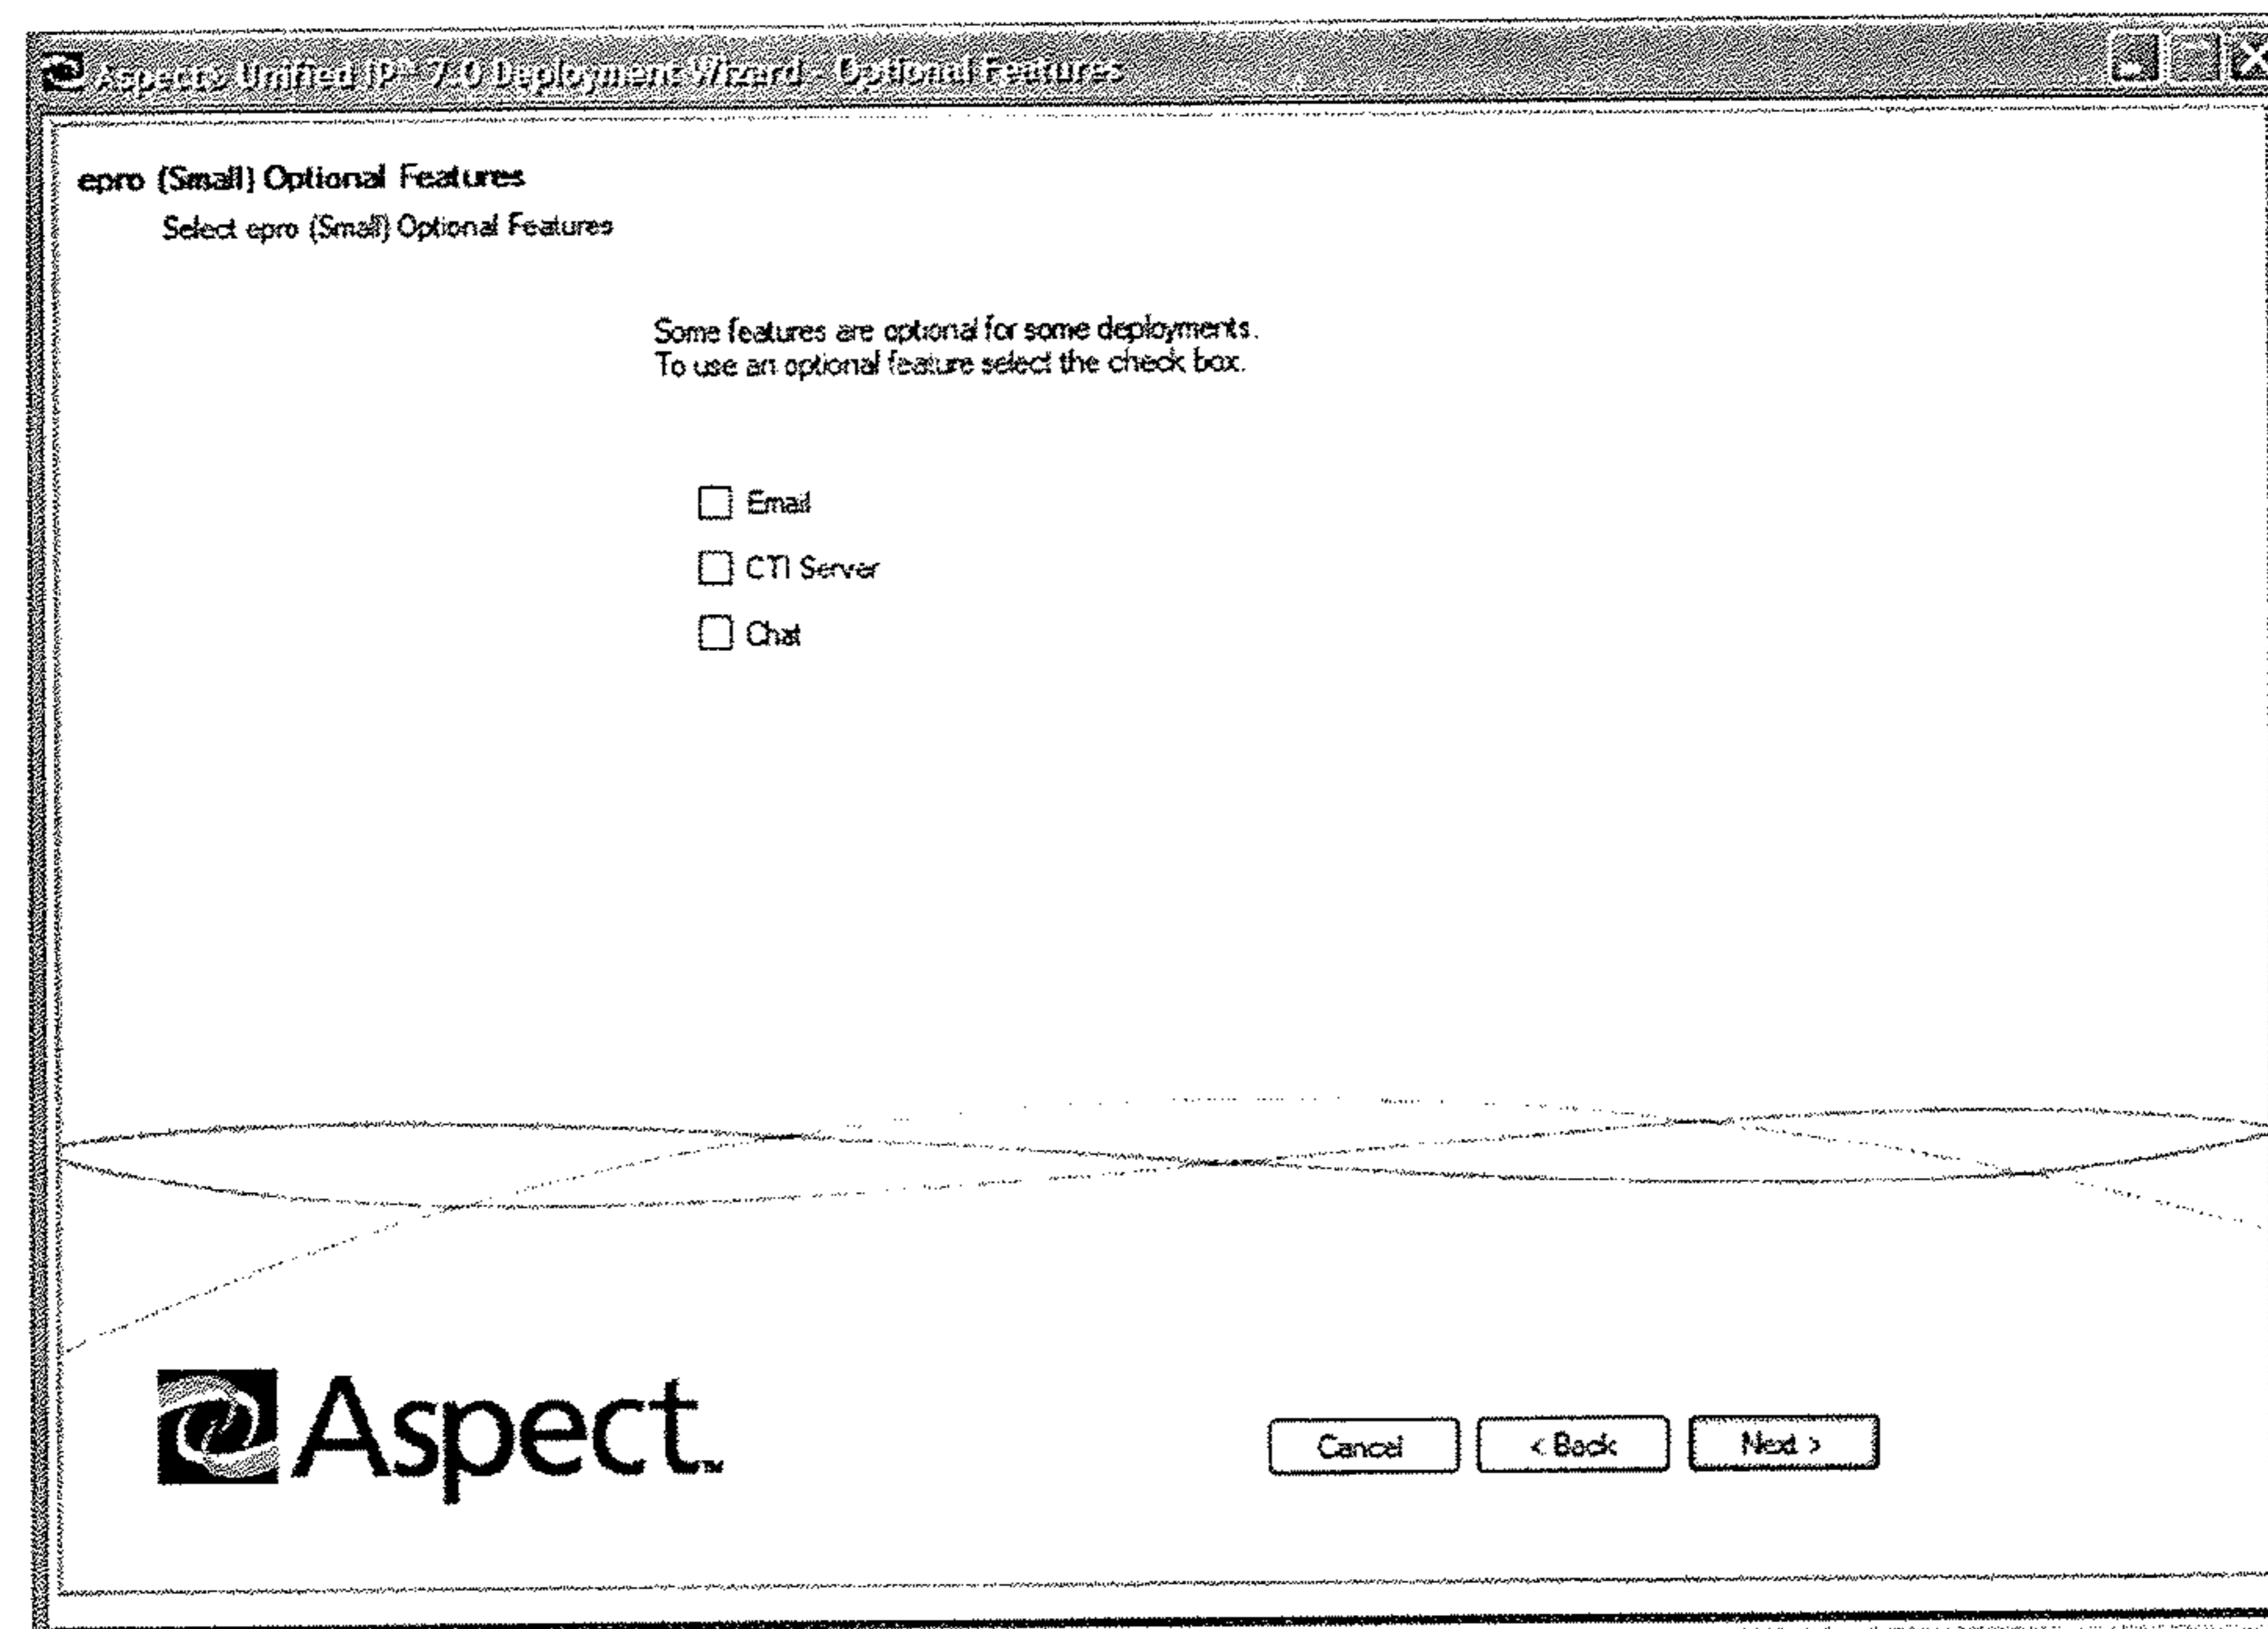 Aspect® Unified IP™ 7.0 Deployment Wizard - Optional Features
epro (Small) Optional Features
Select epro (Small) Optional Features
Some features are optional for some deployments.
To use an optional feature select the check box.
Email
CTI Server
Chat
Aspect™
Cancel
< Back
Next >